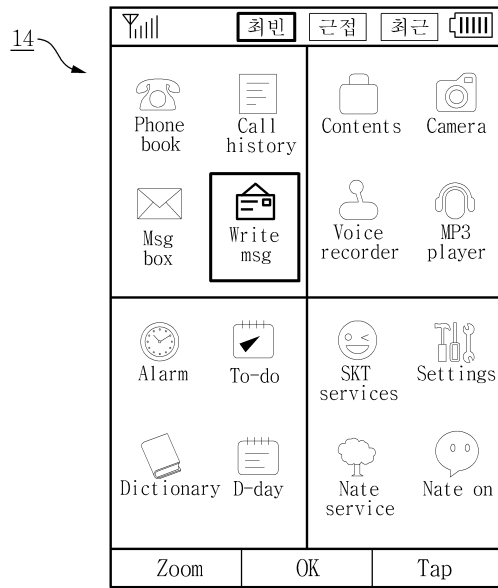 14
최빈 근접 최근
Phone Call Contents Camera
book history
Msg Write Voice MP3
box msg recorder player
Alarm To-do SKT Settings
services
Dictionary D-day Nate Nate on
service
Zoom OK Tap